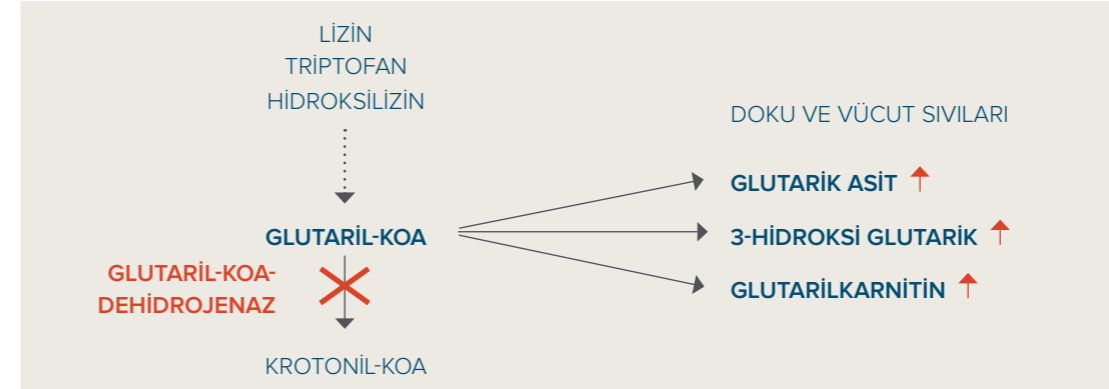 LİZİN
TRİPTOFAN
HİDROKSİLİZİN
DOKU VE VÜCUT SIVILARI
GLUTARİK ASİT
GLUTARİL-KOA
3-HİDROKSİ GLUTARİK
GLUTARİL-KOA-
DEHİDROJENAZ
GLUTARİLKARNİTİN
KROTONİL-KOA